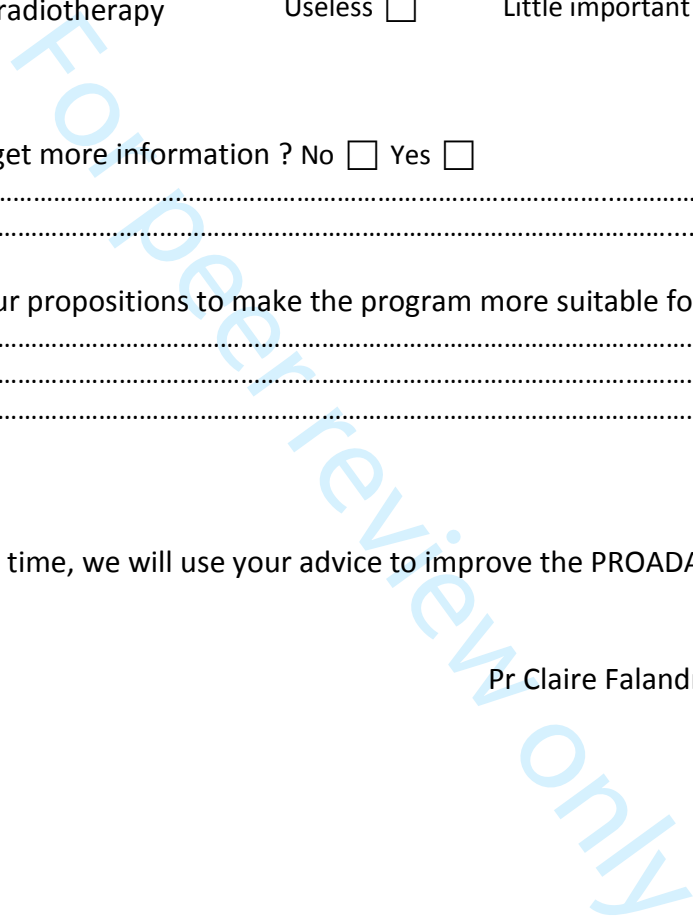 radiotherapy Useless ☐ Little important
get more information ? No ☐ Yes ☐
ur propositions to make the program more suitable fo
time, we will use your advice to improve the PROADA
Pr Claire Faland
For peer review only